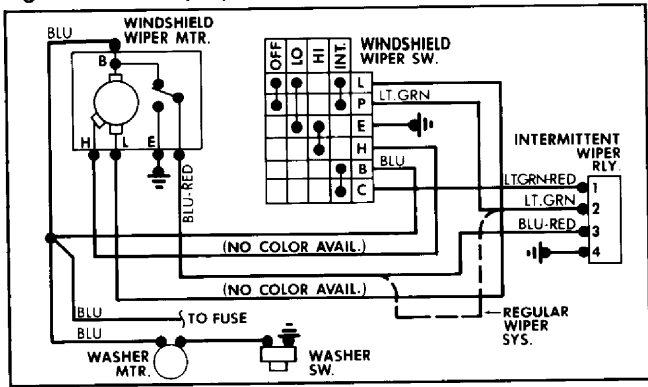 WINDSHIELD
WIPER MTR.
BLU
B
H L E
BLU-RED
OFF LO HI INT.
WINDSHIELD
WIPER SW.
L
P
E
H
B
C
LT.GRN
BLU
INTERMITTENT
WIPER
RLY.
LTGRN-RED 1
LT.GRN 2
BLU-RED 3
4
(NO COLOR AVAIL.)
(NO COLOR AVAIL.)
REGULAR
WIPER
SYS.
BLU
TO FUSE
BLU
WASHER
MTR.
WASHER
SW.